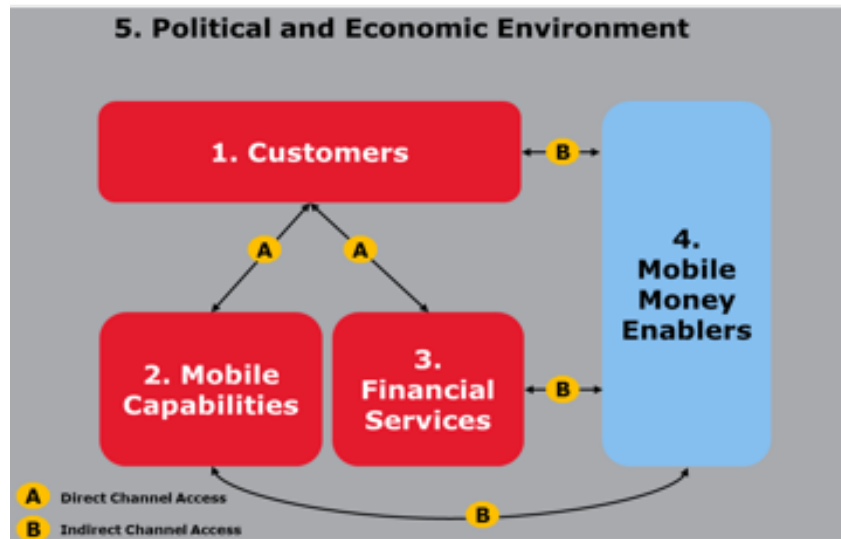 5. Political and Economic Environment
1. Customers
B
A
A
4.
Mobile
Money
Enablers
2. Mobile
Capabilities
3.
Financial
Services
B
B
A Direct Channel Access
B Indirect Channel Access